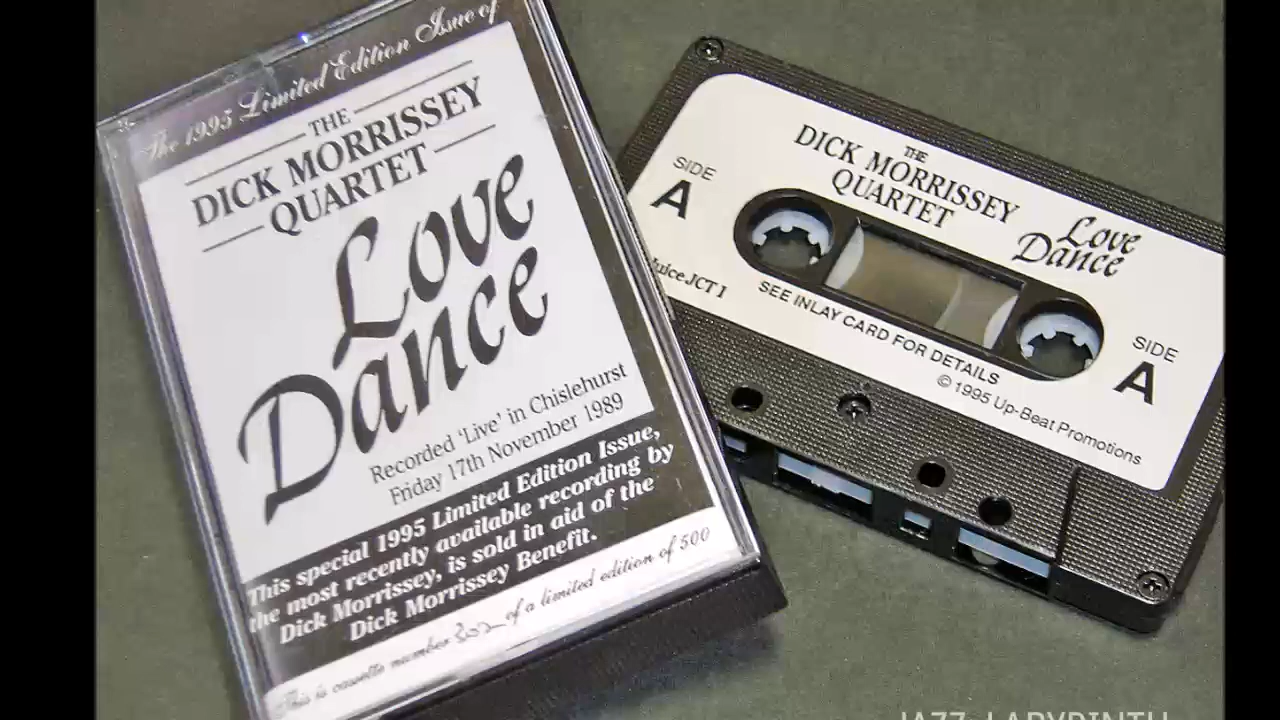 The 1995 Limited Edition Issue of
THE
DICK MORRISSEY
QUARTET
Love
Dance
Recorded 'Live' in Chislehurst
Friday 17th November 1989
This special 1995 Limited Edition Issue,
the most recently available recording by
Dick Morrissey, is sold in aid of the
Dick Morrissey Benefit.
This is cassette number 302 of a limited edition of 500
THE
DICK MORRISSEY
QUARTET
Love
Dance
SIDE
A
JCT 1
SEE INLAY CARD FOR DETAILS
© 1995 Up-Beat Promotions
SIDE
A
JAZZ LABYRINTH